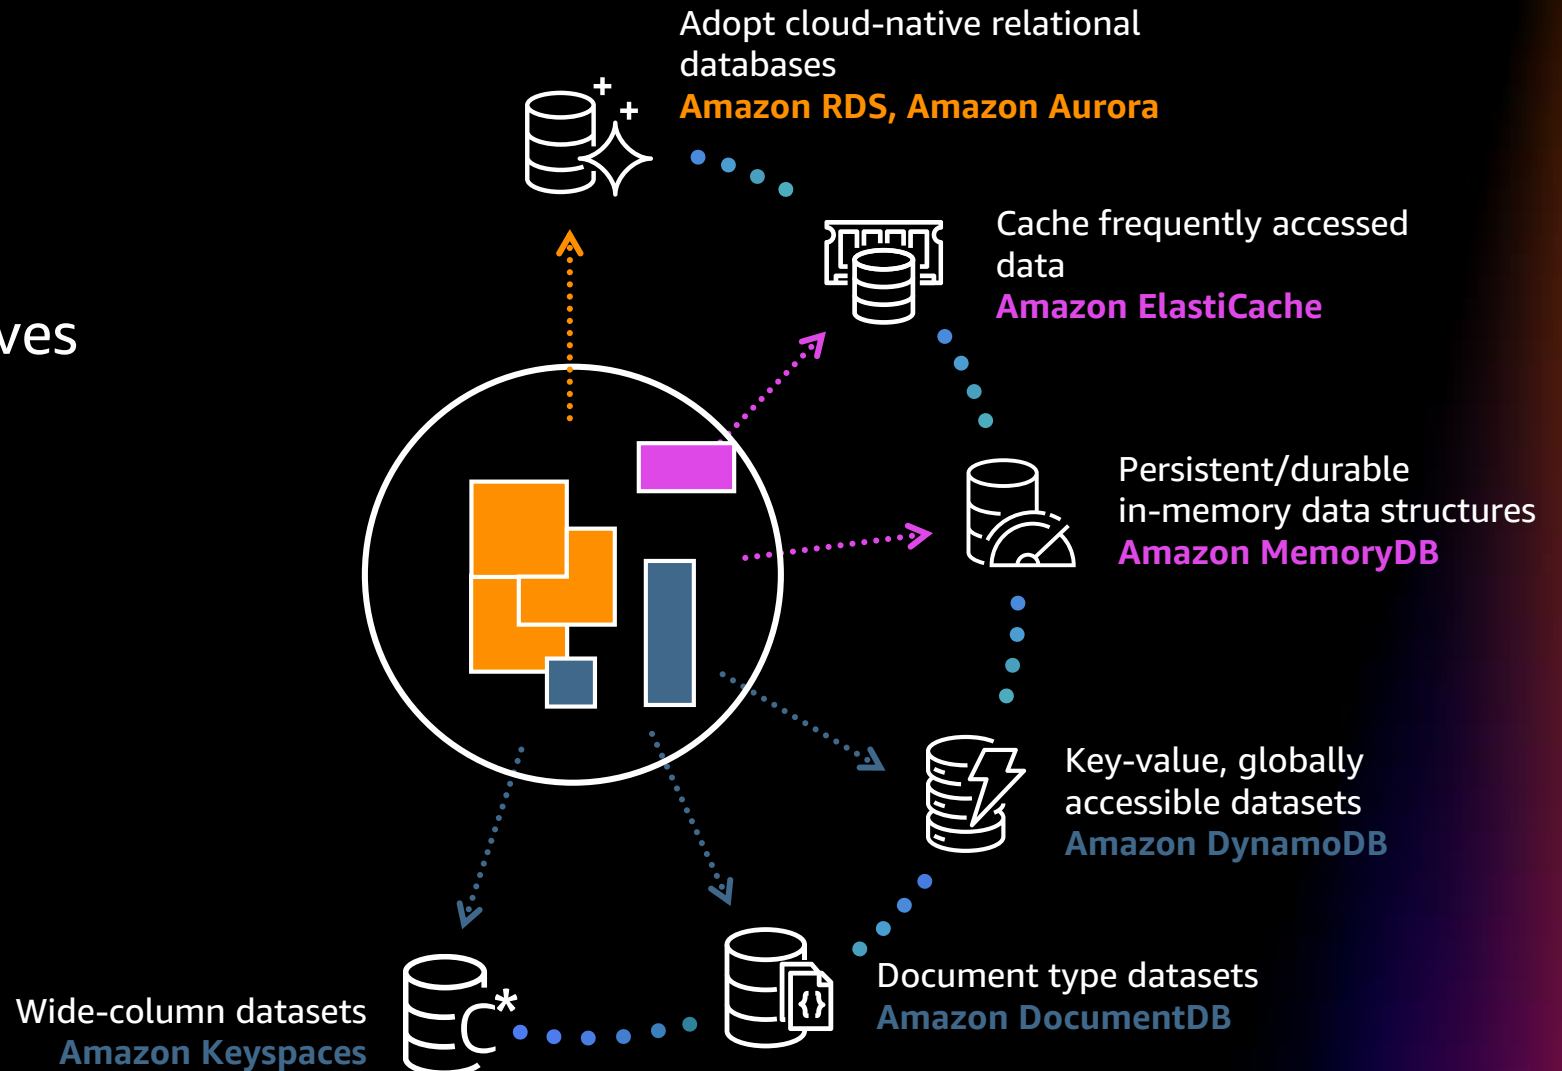 Adopt cloud-native relational
databases
Amazon RDS, Amazon Aurora
Cache frequently accessed
data
Amazon ElastiCache
ves
Persistent/durable
in-memory data structures
Amazon MemoryDB
Key-value, globally
accessible datasets
Amazon DynamoDB
Document type datasets
Amazon DocumentDB
Wide-column datasets
Amazon Keyspaces
C*
{}